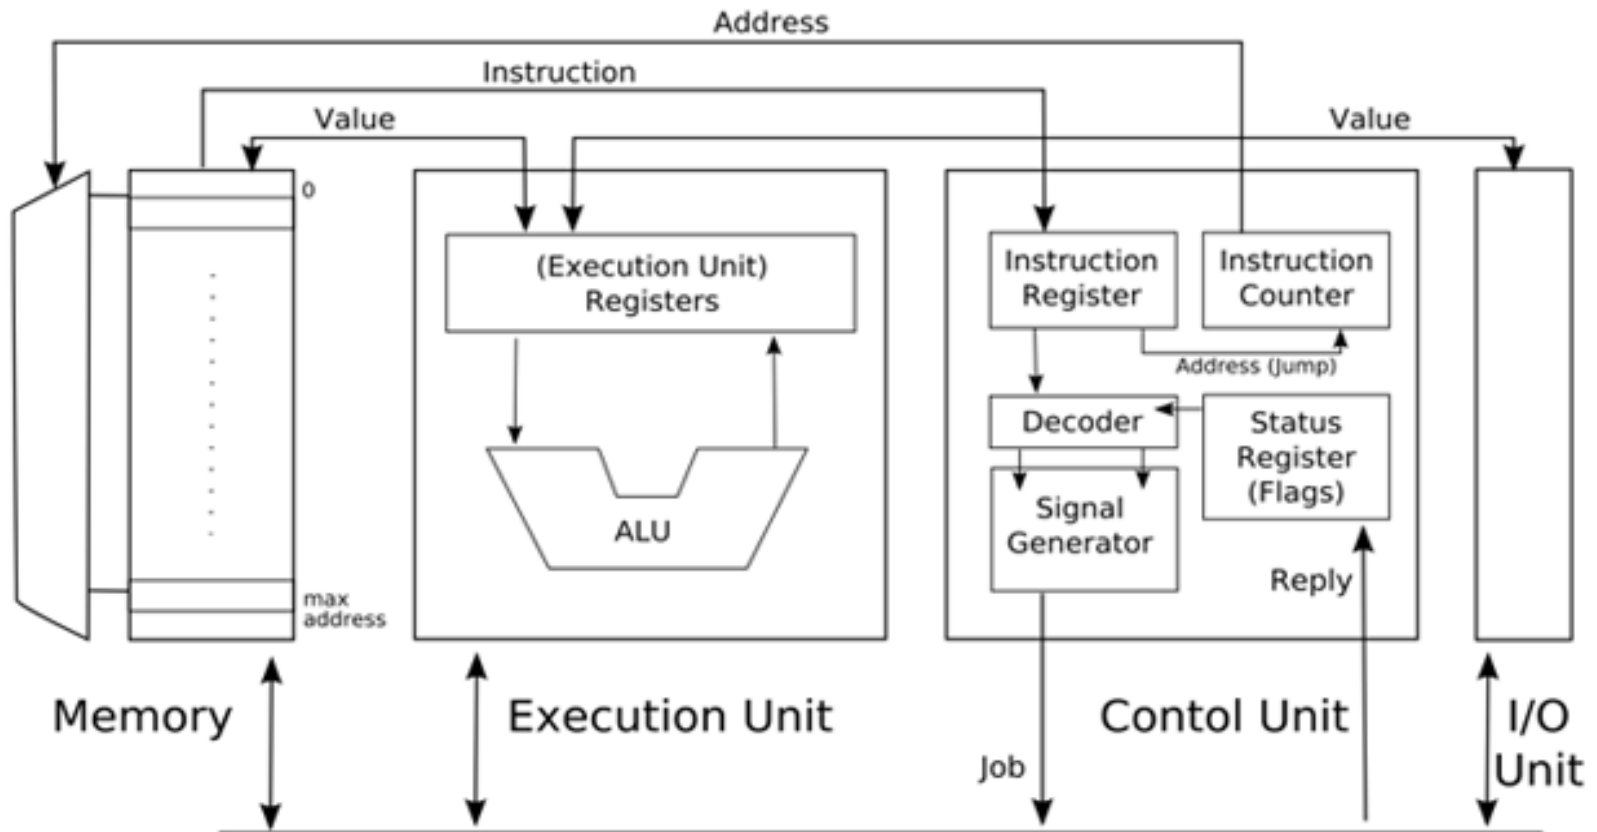 Address
Instruction
Value
Value
0
(Execution Unit)
Registers
Instruction
Register
Instruction
Counter
Address (Jump)
Decoder
Status
Register
(Flags)
Signal
Generator
ALU
Reply
max
address
Memory
Execution Unit
Contol Unit
I/O
Unit
Job